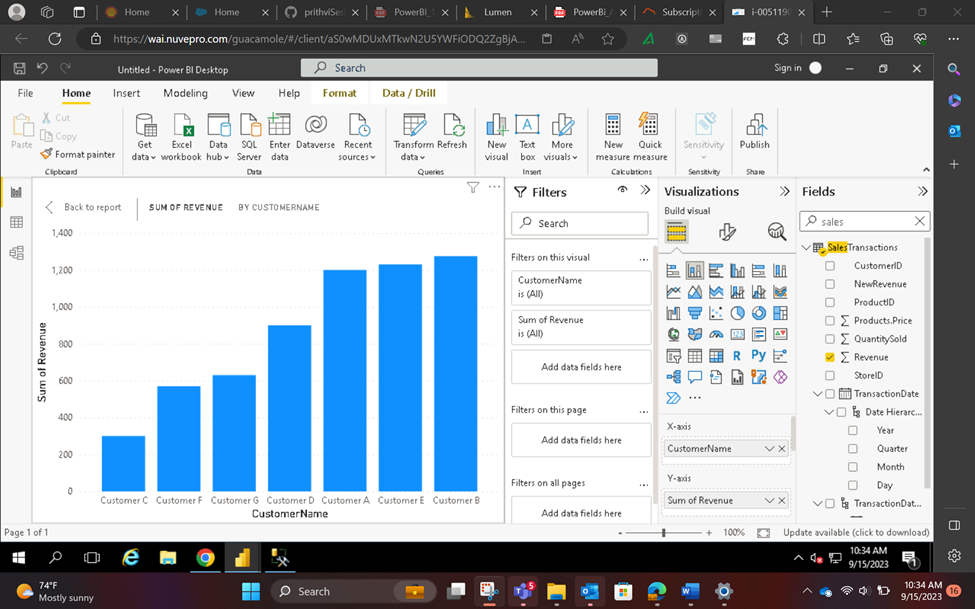 Home
Home
prithviSes
PowerBI_1
Lumen
PowerBi_A
Subscripti
i-0051190
https://wai.nuvepro.com/guacamole/#/client/aS0wMDUxMTkwN2U5YWFiODQ2ZgBjA...
Untitled - Power BI Desktop
Search
Sign in
File
Home
Insert
Modeling
View
Help
Format
Data / Drill
Paste
Cut
Copy
Format painter
Clipboard
Get data
Excel workbook
Data hub
SQL Server
Enter data
Dataverse
Recent sources
Data
Transform data
Refresh
Queries
New visual
Text box
More visuals
Insert
New measure
Quick measure
Calculations
Sensitivity
Sensitivity
Publish
Share
Back to report
SUM OF REVENUE
BY CUSTOMERNAME
1,400
1,200
1,000
800
600
400
200
0
Sum of Revenue
Customer C
Customer F
Customer G
Customer D
Customer A
Customer E
Customer B
CustomerName
Filters
Search
Filters on this visual
...
CustomerName
is (All)
Sum of Revenue
is (All)
Add data fields here
Filters on this page
...
Add data fields here
Filters on all pages
...
Add data fields here
Visualizations
Build visual
R
Py
...
X-axis
CustomerName
Y-axis
Sum of Revenue
Fields
sales
SalesTransactions
CustomerID
NewRevenue
ProductID
Products.Price
QuantitySold
Revenue
StoreID
TransactionDate
Date Hierarc...
Year
Quarter
Month
Day
TransactionDat...
Page 1 of 1
- + 100%
Update available (click to download)
10:34 AM
9/15/2023
1
74°F
Mostly sunny
Search
5
10:34 AM
9/15/2023
16